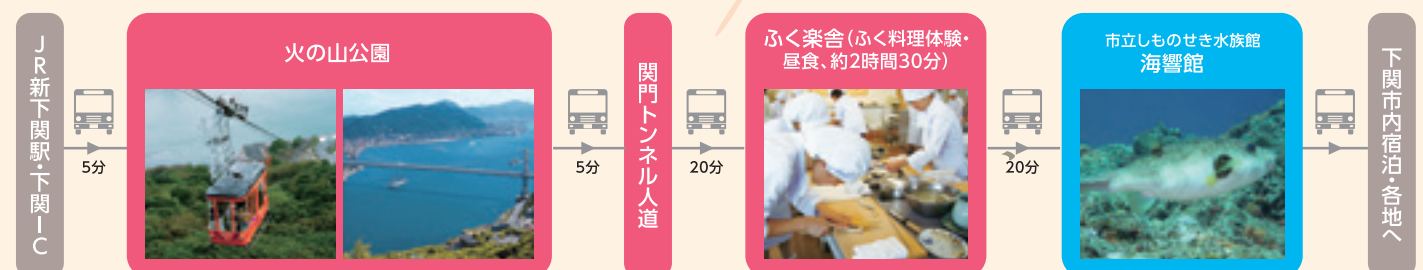 JR新下関駅・下関IC
5分
火の山公園
5分
関門トンネル人道
20分
ふく楽舎(ふく料理体験・
昼食、約2時間30分)
20分
市立しものせき水族館
海響館
下関市内宿泊・各地へ